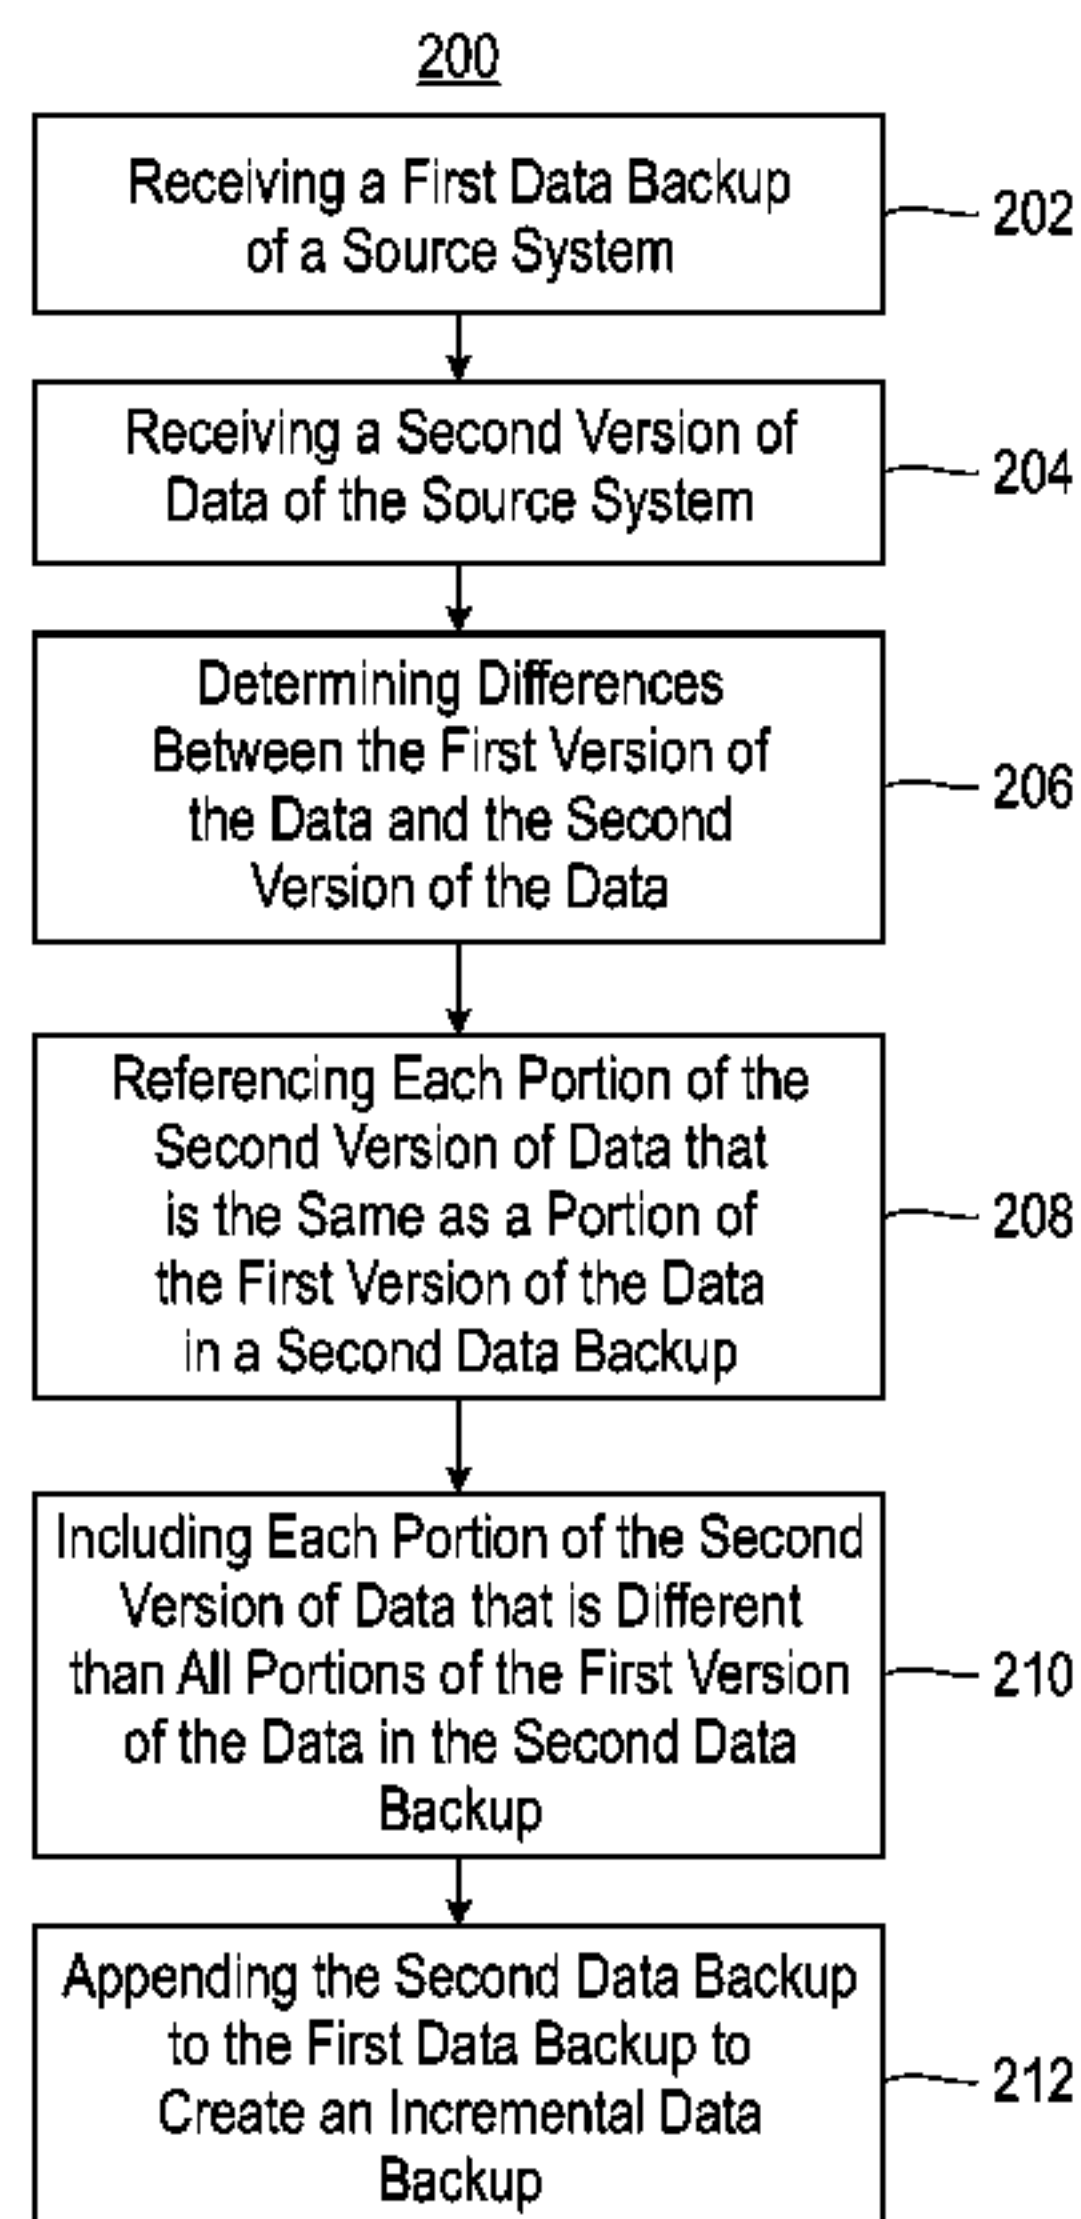 200
Receiving a First Data Backup
of a Source System
202
Receiving a Second Version of
Data of the Source System
204
Determining Differences
Between the First Version of
the Data and the Second
Version of the Data
206
Referencing Each Portion of the
Second Version of Data that
is the Same as a Portion of
the First Version of the Data
in a Second Data Backup
208
Including Each Portion of the Second
Version of Data that is Different
than All Portions of the First Version
of the Data in the Second Data
Backup
210
Appending the Second Data Backup
to the First Data Backup to
Create an Incremental Data
Backup
212